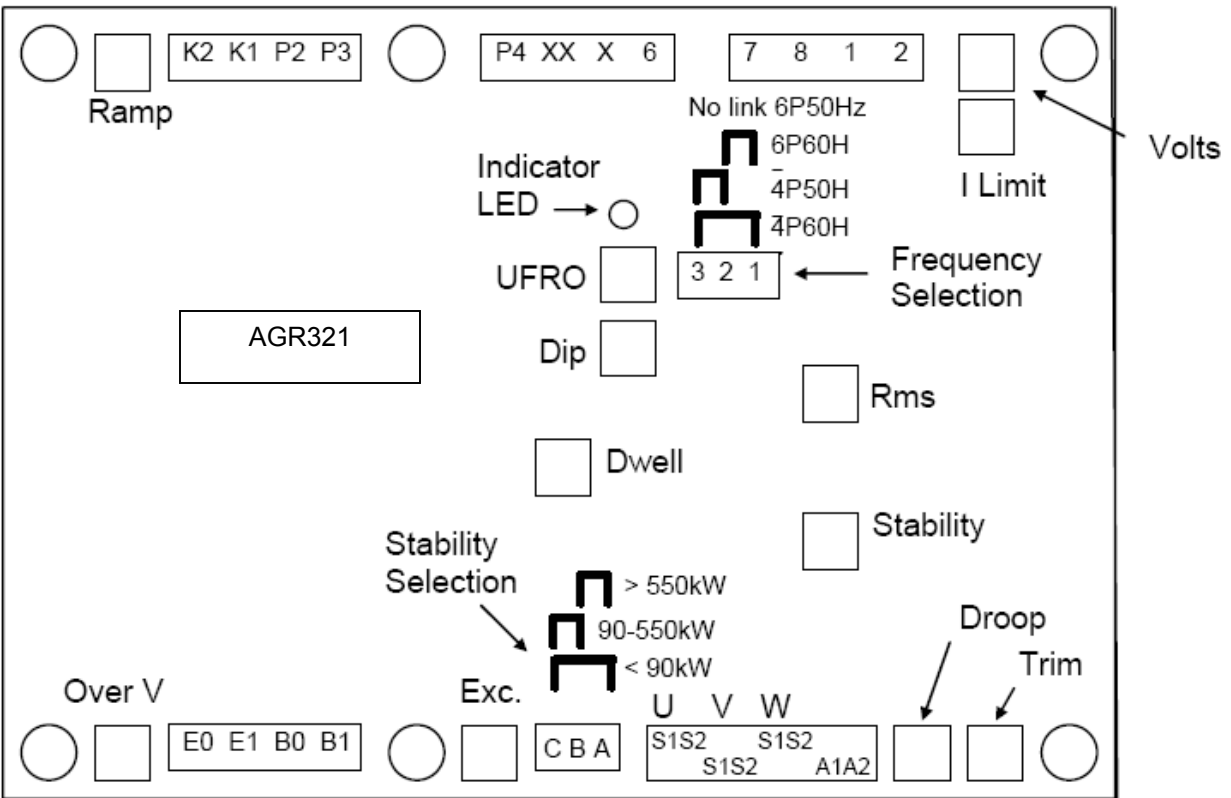 K2 K1 P2 P3
P4 XX X 6
7 8 1 2
Ramp
No link 6P50Hz
6P60H
4P50H
4P60H
Volts
I Limit
Indicator
LED
UFRO
3 2 1
Frequency
Selection
AGR321
Dip
Rms
Dwell
Stability
Stability
Selection
> 550kW
90-550kW
< 90kW
Droop
Trim
Over V
Exc.
U V W
E0 E1 B0 B1
C B A
S1S2 S1S2
S1S2 A1A2